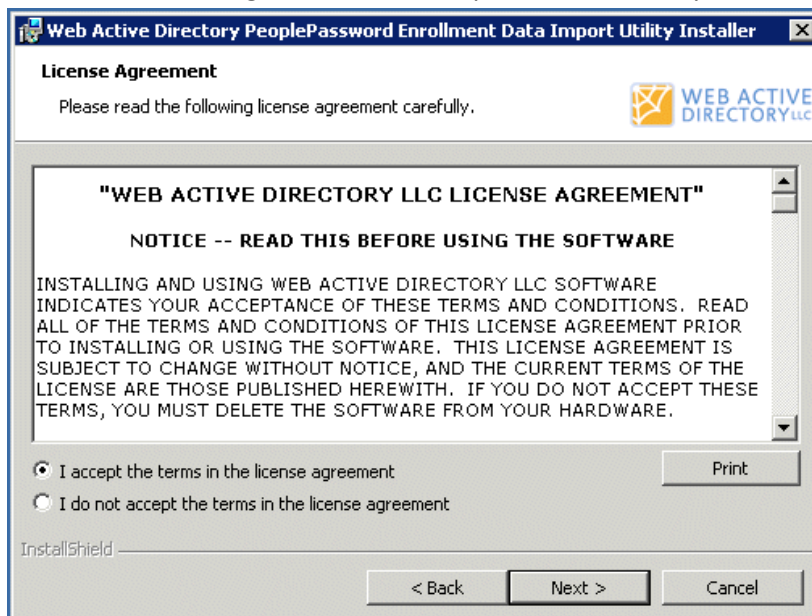 Web Active Directory PeoplePassword Enrollment Data Import Utility Installer
License Agreement
Please read the following license agreement carefully.
WEB ACTIVE
DIRECTORY LLC
"WEB ACTIVE DIRECTORY LLC LICENSE AGREEMENT"
NOTICE -- READ THIS BEFORE USING THE SOFTWARE
INSTALLING AND USING WEB ACTIVE DIRECTORY LLC SOFTWARE
INDICATES YOUR ACCEPTANCE OF THESE TERMS AND CONDITIONS.  READ
ALL OF THE TERMS AND CONDITIONS OF THIS LICENSE AGREEMENT PRIOR
TO INSTALLING OR USING THE SOFTWARE.  THIS LICENSE AGREEMENT IS
SUBJECT TO CHANGE WITHOUT NOTICE, AND THE CURRENT TERMS OF THE
LICENSE ARE THOSE PUBLISHED HEREWITH.  IF YOU DO NOT ACCEPT THESE
TERMS, YOU MUST DELETE THE SOFTWARE FROM YOUR HARDWARE.
I accept the terms in the license agreement
Print
I do not accept the terms in the license agreement
InstallShield
< Back
Next >
Cancel